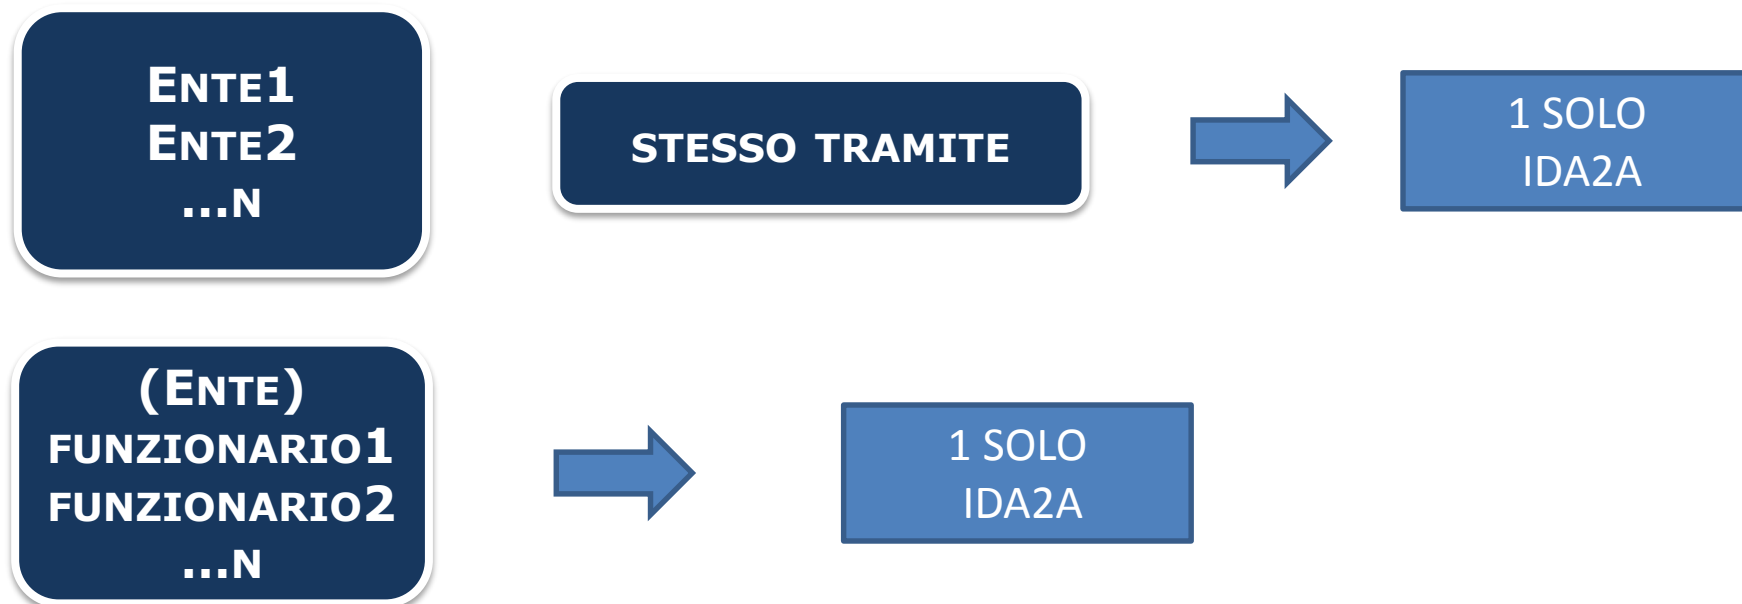 Ente1
Ente2
...n
stesso tramite
1 SOLO
IDA2A
(Ente)
funzionario1
funzionario2
...n
1 SOLO
IDA2A